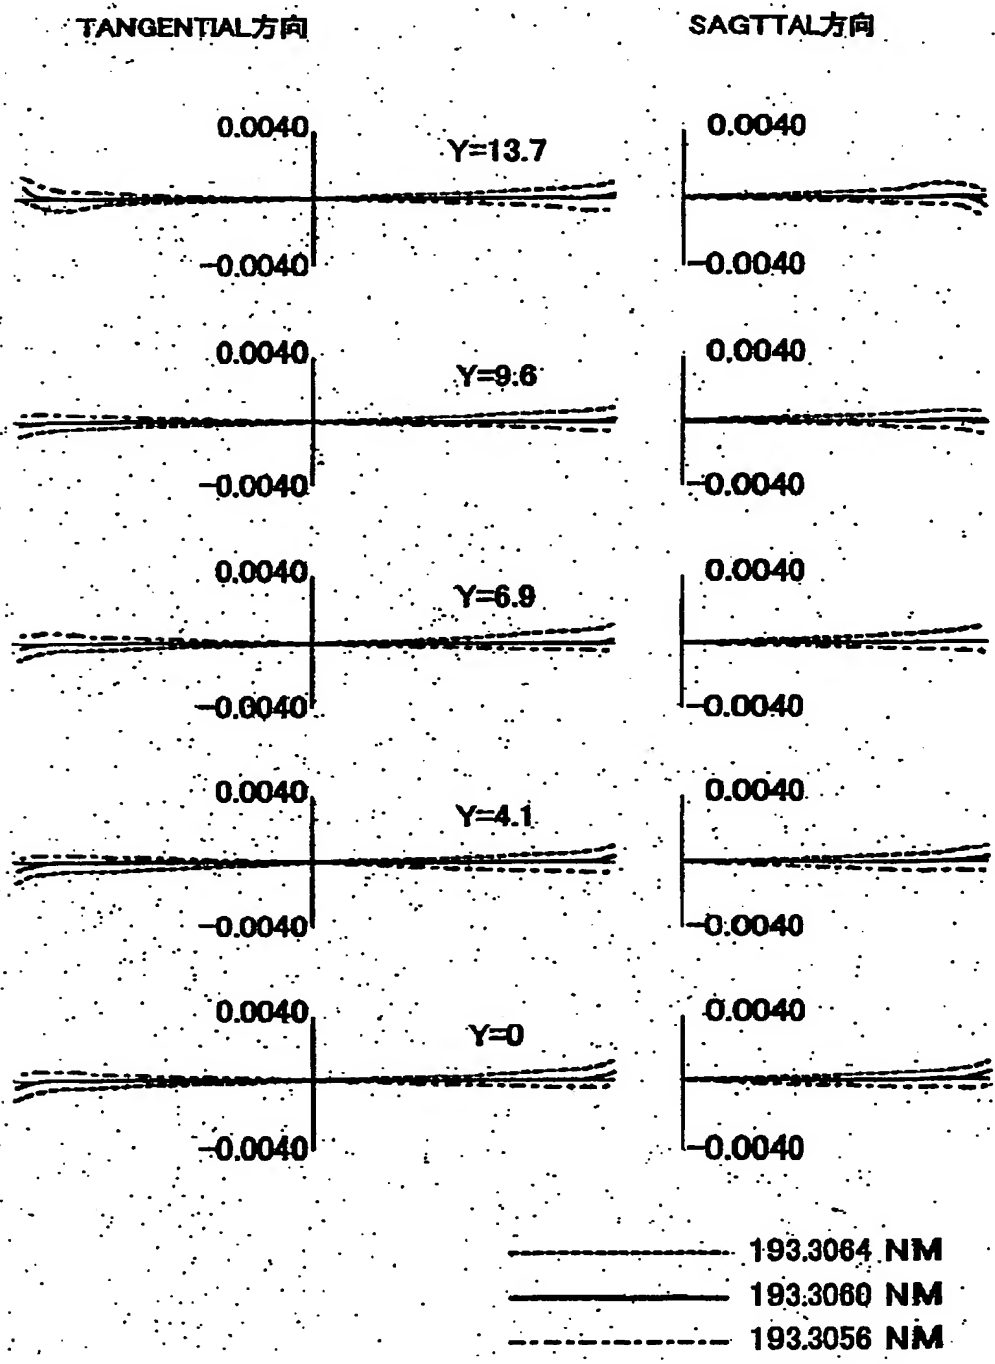 TANGENTIAL方向 SAGTTAL方向
0.0040 Y=13.7 0.0040
-0.0040 -0.0040
0.0040 Y=9.6 0.0040
-0.0040 -0.0040
0.0040 Y=6.9 0.0040
-0.0040 -0.0040
0.0040 Y=4.1 0.0040
-0.0040 -0.0040
0.0040 Y=0 0.0040
-0.0040 -0.0040
193.3064 NM
193.3060 NM
193.3056 NM